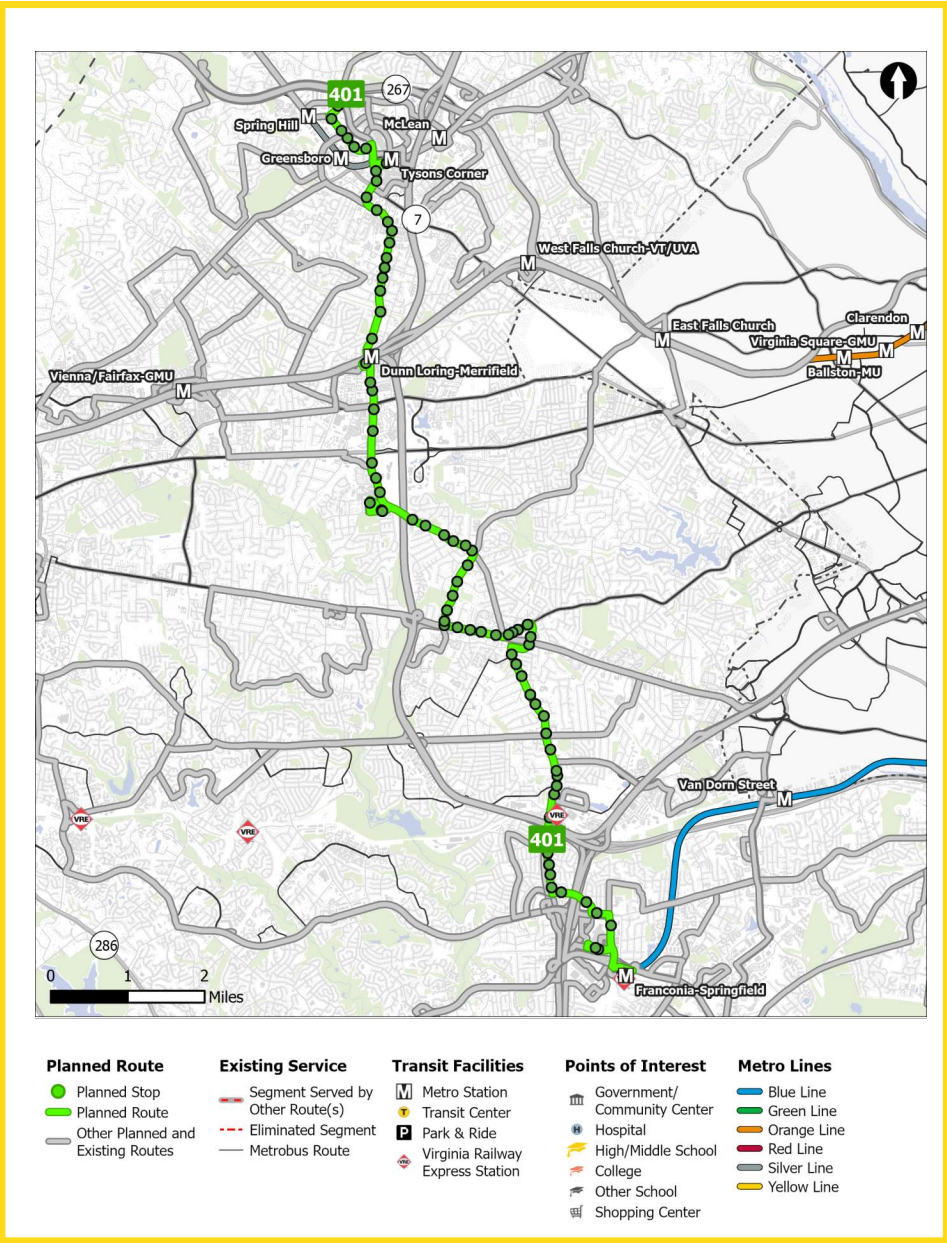 401
267
Spring Hill
McLean
Greensboro
Tysons Corner
7
West Falls Church-VT/UVA
East Falls Church
Clarendon
Virginia Square-GMU
Ballston-MU
Dunn Loring-Merrifield
Vienna/Fairfax-GMU
Van Dorn Street
VRE
VRE
VRE
401
286
0 1 2
Miles
Franconia-Springfield
Planned Route
Planned Stop
Planned Route
Other Planned and
Existing Routes
Existing Service
Segment Served by
Other Route(s)
Eliminated Segment
Metrobus Route
Transit Facilities
M Metro Station
T Transit Center
P Park & Ride
VRE Virginia Railway
Express Station
Points of Interest
Government/
Community Center
H Hospital
High/Middle School
College
Other School
Shopping Center
Metro Lines
Blue Line
Green Line
Orange Line
Red Line
Silver Line
Yellow Line